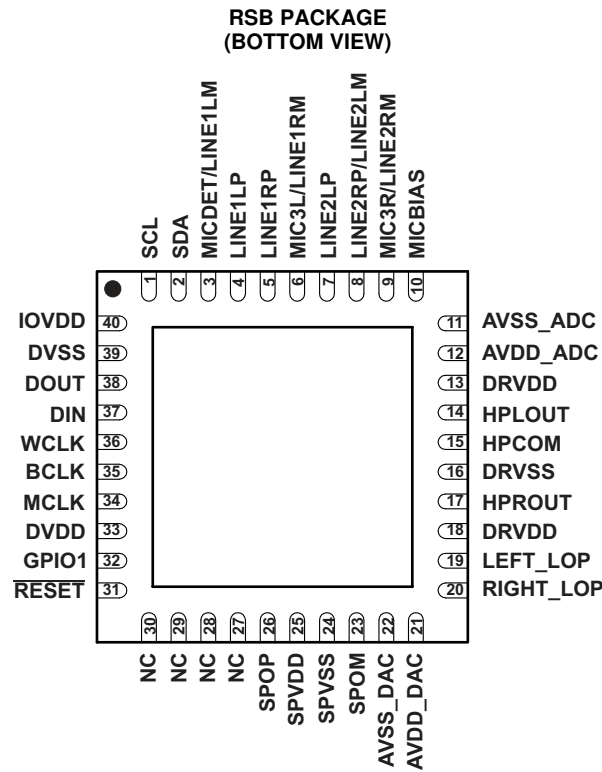 RSB PACKAGE
(BOTTOM VIEW)
SCL
SDA
MICDET/LINE1LM
LINE1LP
LINE1RP
MIC3L/LINE1RM
LINE2LP
LINE2RP/LINE2LM
MIC3R/LINE2RM
MICBIAS
1 2 3 4 5 6 7 8 9 10
IOVDD 40 11 AVSS_ADC
DVSS 39 12 AVDD_ADC
DOUT 38 13 DRVDD
DIN 37 14 HPLOUT
WCLK 36 15 HPCOM
BCLK 35 16 DRVSS
MCLK 34 17 HPROUT
DVDD 33 18 DRVDD
GPIO1 32 19 LEFT_LOP
RESET 31 20 RIGHT_LOP
30 29 28 27 26 25 24 23 22 21
NC
NC
NC
NC
SPOP
SPVDD
SPVSS
SPOM
AVSS_DAC
AVDD_DAC